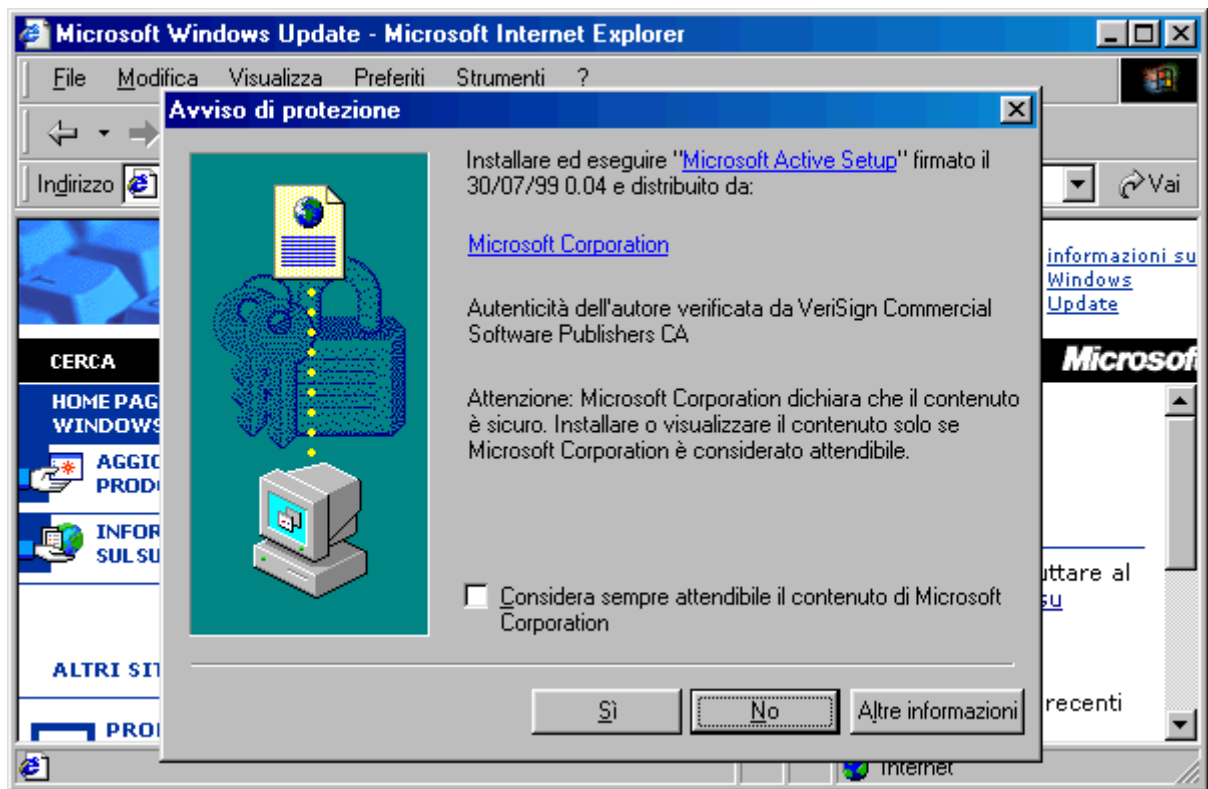 Microsoft Windows Update - Microsoft Internet Explorer
File Modifica Visualizza Preferiti Strumenti ?
Indirizzo
Vai
Avviso di protezione
Installare ed eseguire "Microsoft Active Setup" firmato il
30/07/99 0.04 e distribuito da:
Microsoft Corporation
Autenticità dell'autore verificata da VeriSign Commercial
Software Publishers CA
Attenzione: Microsoft Corporation dichiara che il contenuto
è sicuro. Installare o visualizzare il contenuto solo se
Microsoft Corporation è considerato attendibile.
Considera sempre attendibile il contenuto di Microsoft
Corporation
Sì
No
Altre informazioni
informazioni su
Windows
Update
CERCA
Microsof
HOME PAG
WINDOWS
AGGIO
PROD
INFOR
SUL SU
ALTRI SIT
PROD
uttare al
su
recenti
Internet